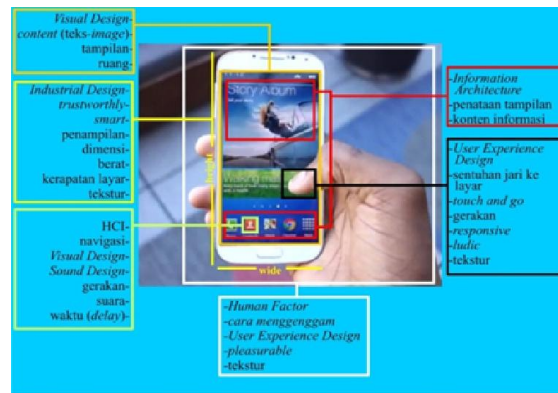 Visual Design-
content (teks-image)-
tampilan-
ruang-
Industrial Design-
trustworthly-
smart-
penampilan-
dimensi-
berat-
kerapatan layar-
tekstur-
HCI-
navigasi-
Visual Design-
Sound Design-
gerakan-
suara-
waktu (delay)-
Story Album
wide
-Information
Architecture
-penataan tampilan
-konten informasi
-User Experience
Design
-sentuhan jari ke
layar
-touch and go
-gerakan
-responsive
-ludic
-tekstur
-Human Factor
-cara menggenggam
-User Experience Design
-pleasurable
-tekstur